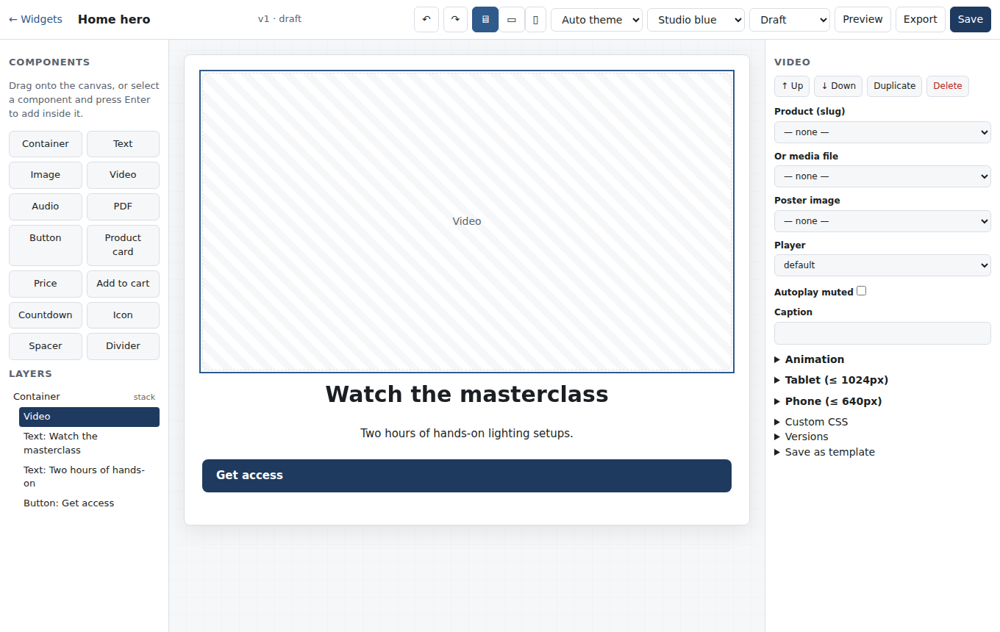 ← Widgets
Home hero
v1 · draft
↶
↷
Auto theme
Studio blue
Draft
Preview
Export
Save
COMPONENTS
Drag onto the canvas, or select
a component and press Enter
to add inside it.
Container
Text
Image
Video
Audio
PDF
Button
Product
card
Price
Add to cart
Countdown
Icon
Spacer
Divider
LAYERS
Container
stack
Video
Text: Watch the
masterclass
Text: Two hours of hands-
on
Button: Get access
Video
Watch the masterclass
Two hours of hands-on lighting setups.
Get access
VIDEO
↑ Up
↓ Down
Duplicate
Delete
Product (slug)
— none —
Or media file
— none —
Poster image
— none —
Player
default
Autoplay muted
Caption
Animation
Tablet (≤ 1024px)
Phone (≤ 640px)
Custom CSS
Versions
Save as template